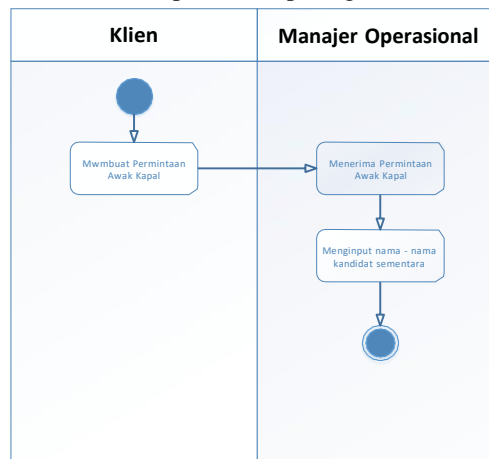 Klien
Manajer Operasional
Mwmbuat Permintaan
Awak Kapal
Menerima Permintaan
Awak Kapal
Menginput nama - nama
kandidat sementara